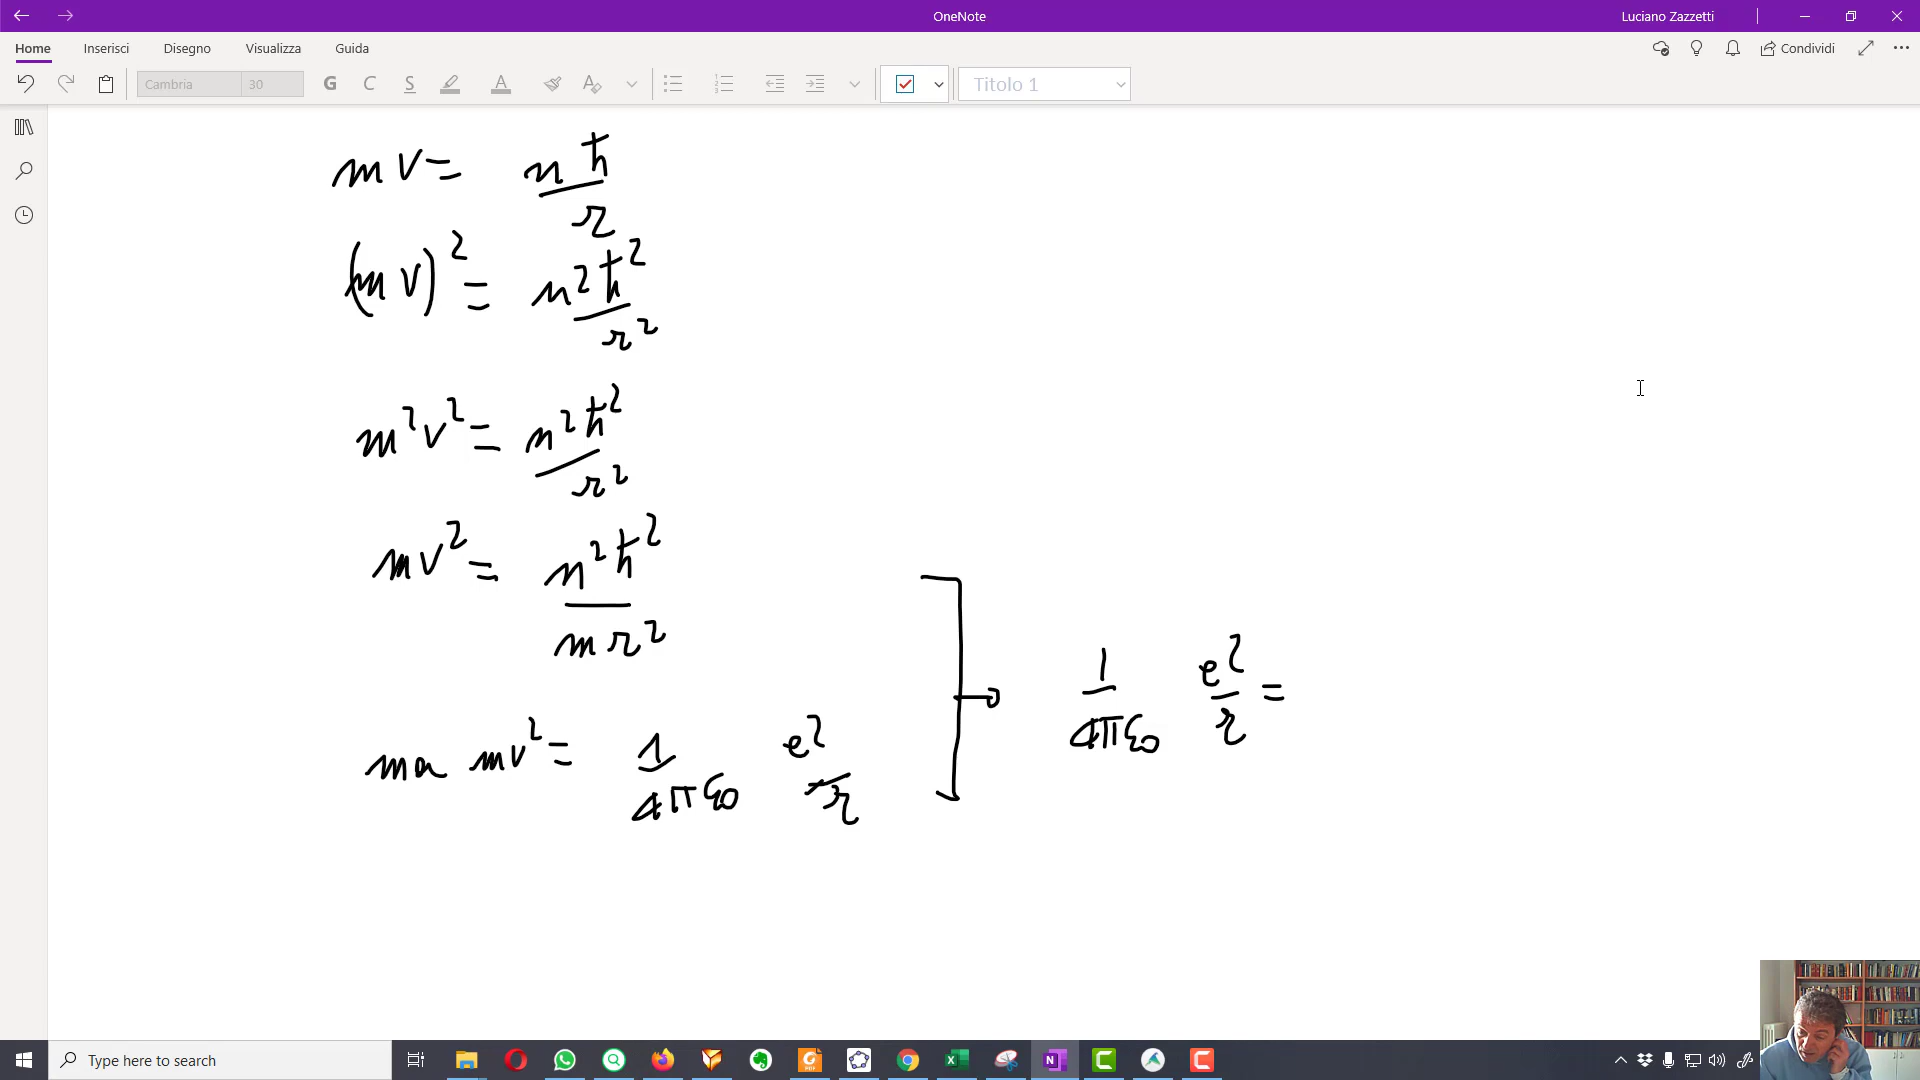 OneNote
Luciano Zazzetti
Home Inserisci Disegno Visualizza Guida
Condividi
Cambria 30 G C S A A Titolo 1
mv = nħ/r
(mv)² = n²ħ²/r²
m²v² = n²ħ²/r²
mv² = n²ħ²/mr²
ma mv² = 1/4πε0 e²/r
1/4πε0 e²/r =
Type here to search